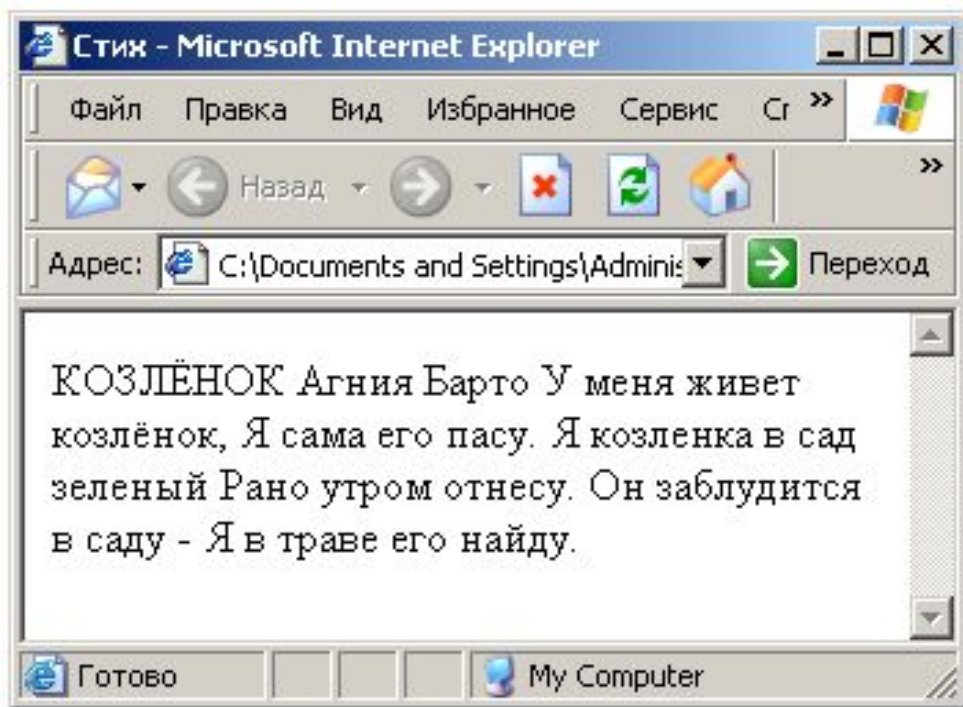 Стих - Microsoft Internet Explorer
Файл Правка Вид Избранное Сервис »
Назад »
Адрес: C:\Documents and Settings\Adminis Переход
КОЗЛЁНОК Агния Барто У меня живет
козлёнок, Я сама его пасу. Я козленка в сад
зеленый Рано утром отнесу. Он заблудится
в саду - Я в траве его найду.
Готово My Computer